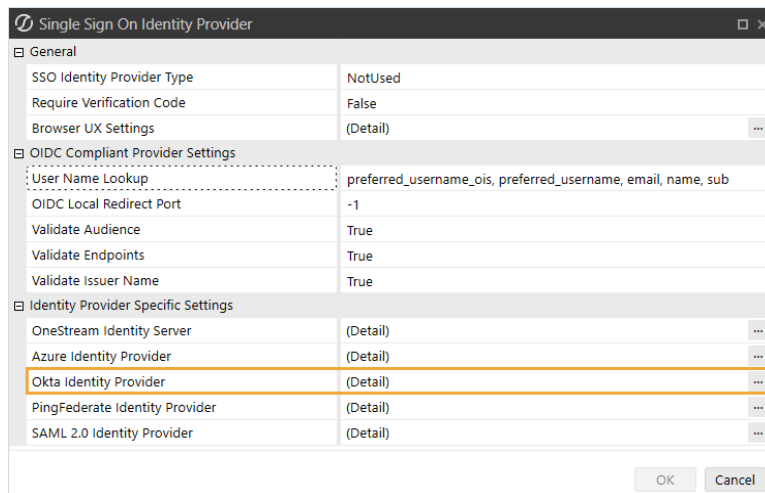 Single Sign On Identity Provider
General
SSO Identity Provider Type NotUsed
Require Verification Code False
Browser UX Settings (Detail) ...
OIDC Compliant Provider Settings
User Name Lookup preferred_username_ois, preferred_username, email, name, sub
OIDC Local Redirect Port -1
Validate Audience True
Validate Endpoints True
Validate Issuer Name True
Identity Provider Specific Settings
OneStream Identity Server (Detail) ...
Azure Identity Provider (Detail) ...
Okta Identity Provider (Detail) ...
PingFederate Identity Provider (Detail) ...
SAML 2.0 Identity Provider (Detail) ...
OK Cancel